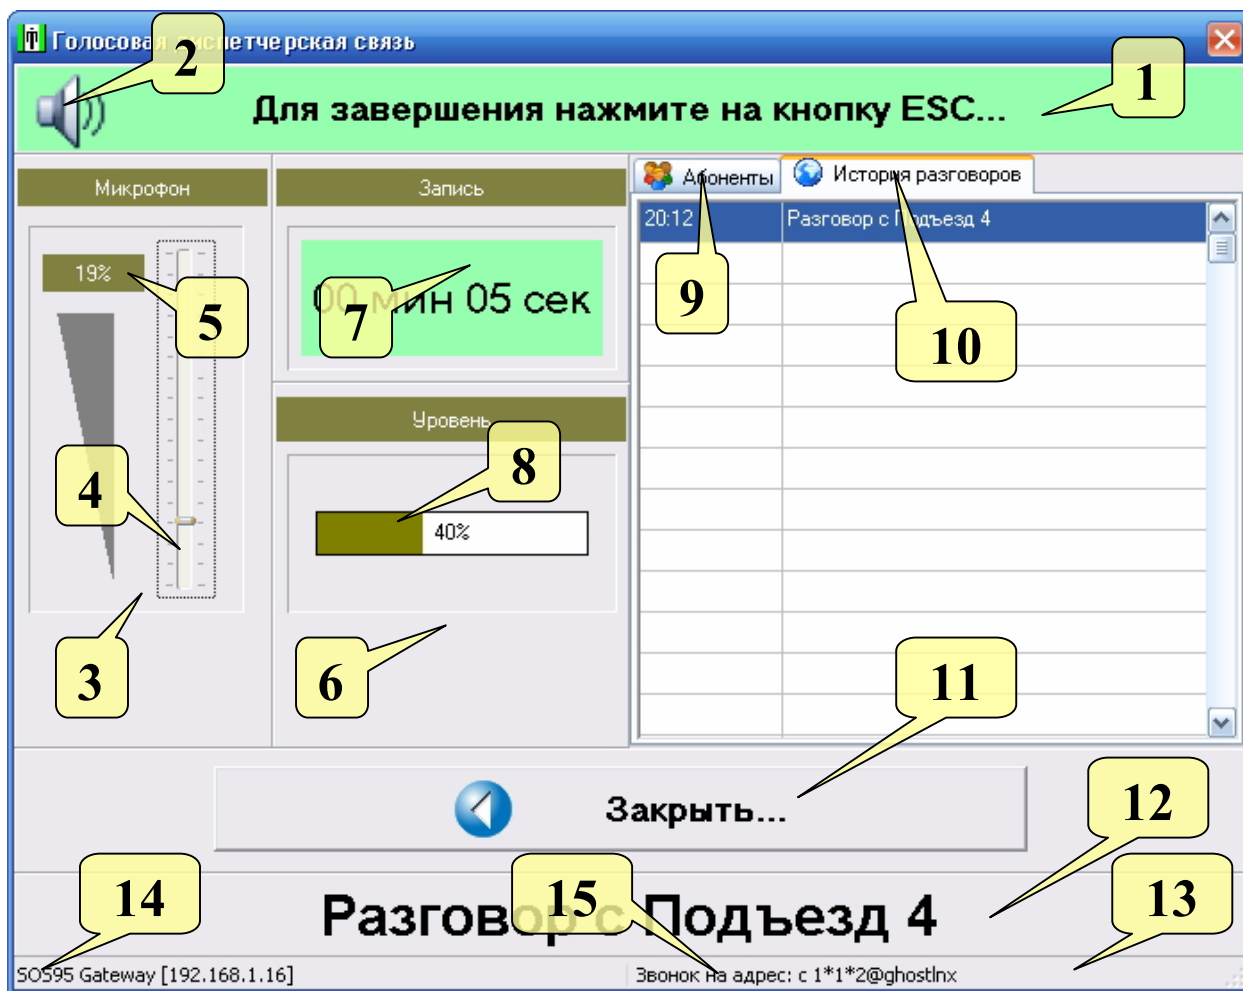 Голосовая диспетчерская связь
2
1
Для завершения нажмите на кнопку ESC...
Микрофон
Запись
Абоненты
История разговоров
20:12
Разговор с Подъезд 4
19%
5
00 мин 05 сек
7
9
10
Уровень
4
8
40%
3
6
11
Закрыть...
12
14
15
13
Разговор с Подъезд 4
SOS95 Gateway [192.168.1.16]
Звонок на адрес: с 1*1*2@ghostlnx